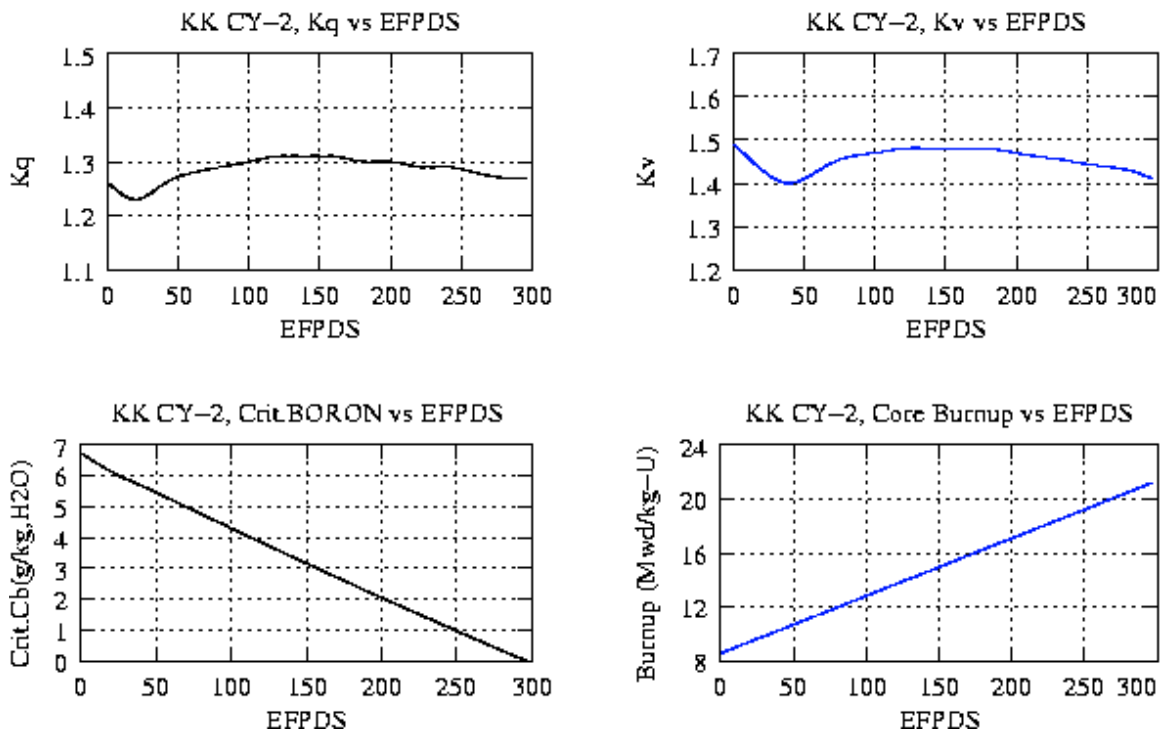 KK CY−2, Kq vs EFPDS
1.5
1.4
1.3
1.2
1.1
Kq
0 50 100 150 200 250 300
EFPDS
KK CY−2, Kv vs EFPDS
1.7
1.6
1.5
1.4
1.3
1.2
Kv
0 50 100 150 200 250 300
EFPDS
KK CY−2, Crit.BORON vs EFPDS
7
6
5
4
3
2
1
0
Crit.Cb(g/kg,H2O)
0 50 100 150 200 250 300
EFPDS
KK CY−2, Core Burnup vs EFPDS
24
20
16
12
8
Burnup (Mwd/kg−U)
0 50 100 150 200 250 300
EFPDS